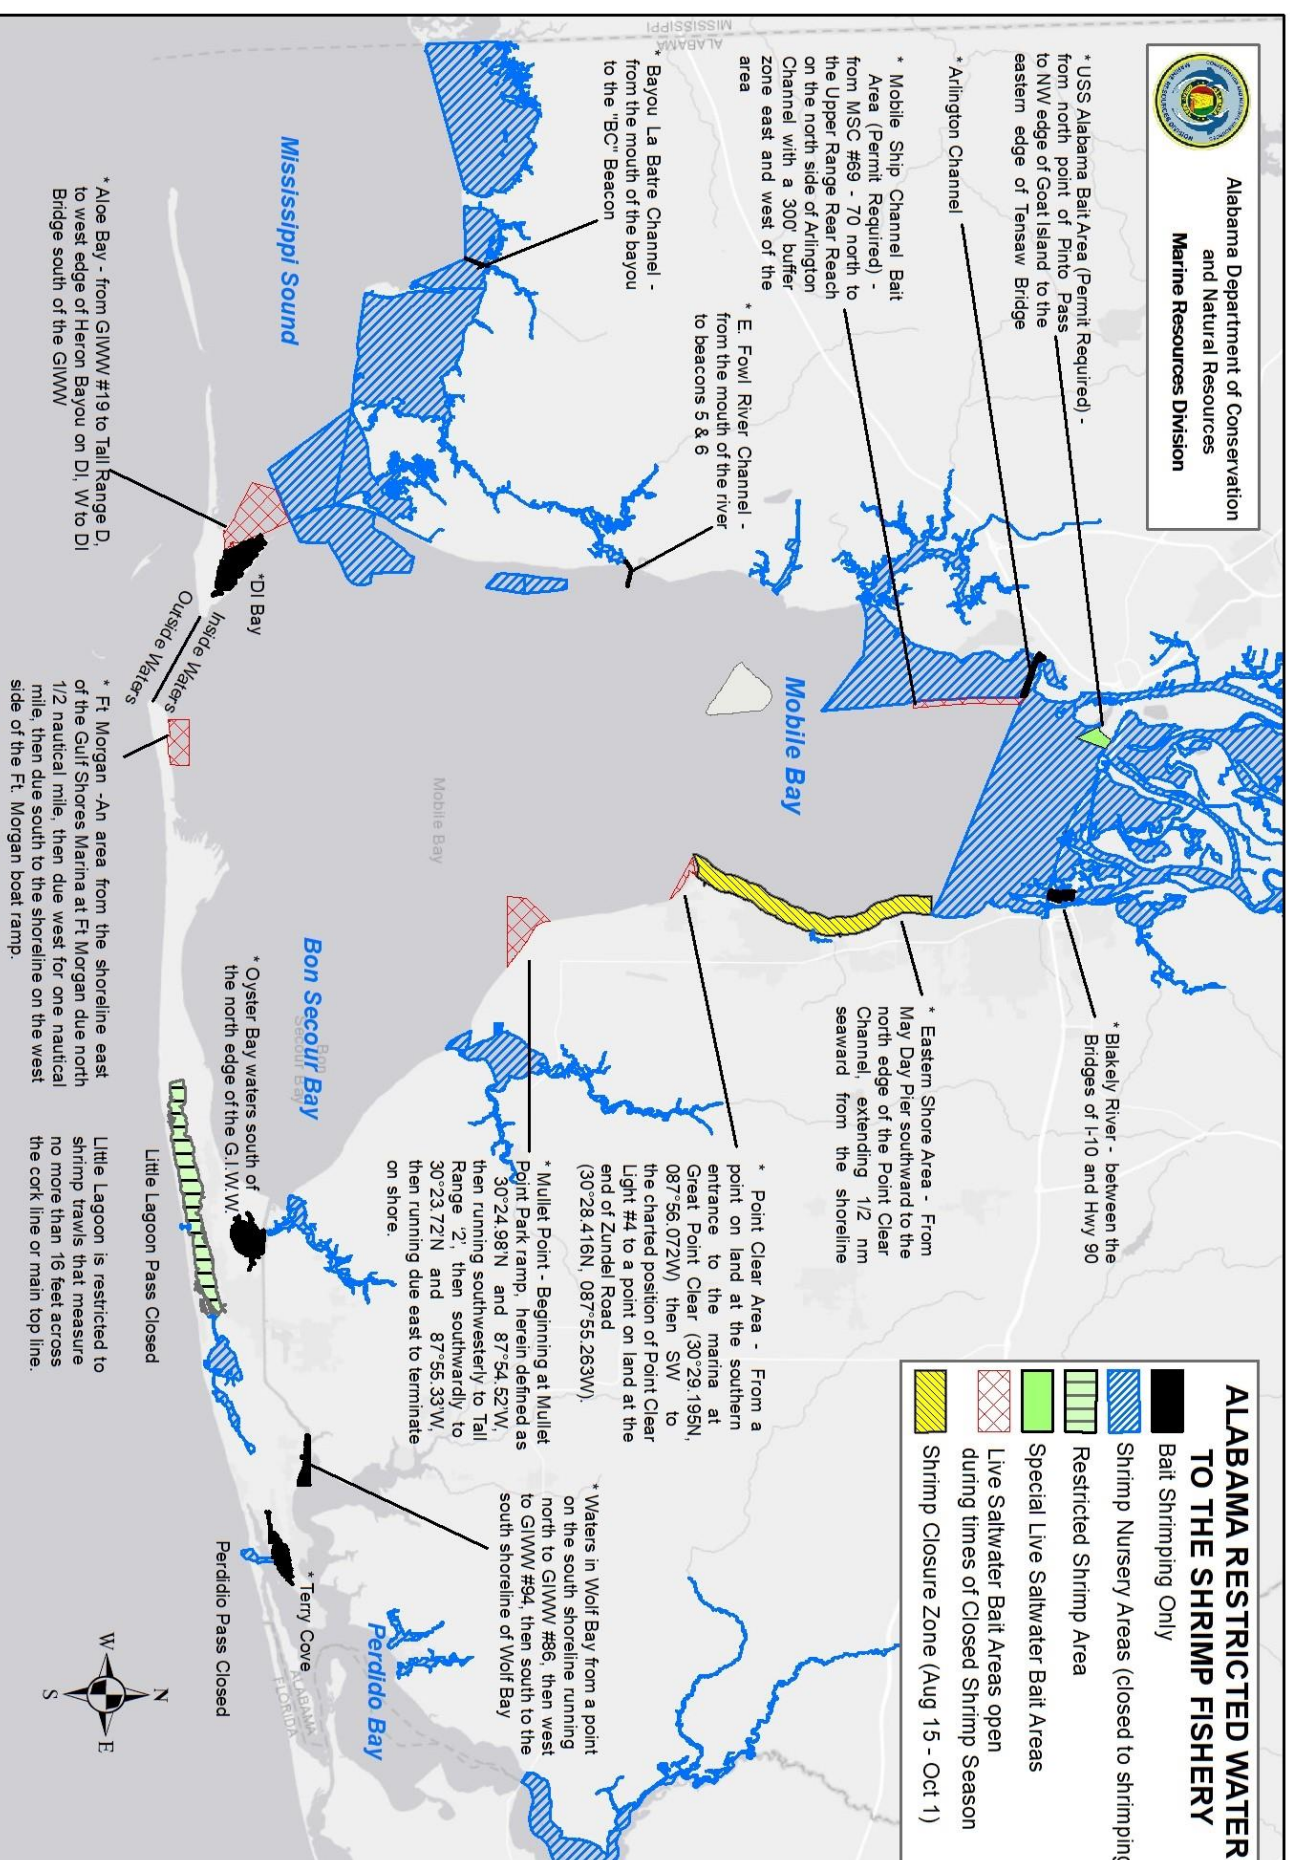 Alabama Department of Conservation
and Natural Resources
Marine Resources Division
ALABAMA RESTRICTED WATER
TO THE SHRIMP FISHERY
Bait Shrimping Only
Shrimp Nursery Areas (closed to shrimping
Restricted Shrimp Area
Special Live Saltwater Bait Areas
Live Saltwater Bait Areas open
during times of Closed Shrimp Season
Shrimp Closure Zone (Aug 15 - Oct 1)
* USS Alabama Bait Area (Permit Required) -
from north point of Pinto Pass
to NW edge of Goat Island to the
eastern edge of Tensaw Bridge
* Arlington Channel
* Mobile Ship Channel Bait
Area (Permit Required) -
from MSC #69 - 70 north to
the Upper Range Rear Reach
on the north side of Arlington
Channel with a 300' buffer
zone east and west of the
area
MISSISSIPPI
ALABAMA
* Bayou La Batre Channel -
from the mouth of the bayou
to the "BC" Beacon
* E. Fowl River Channel -
from the mouth of the river
to beacons 5 & 6
Mississippi Sound
* Aloe Bay - from GIWW #19 to Tall Range D,
to west edge of Heron Bayou on DI, W to DI
Bridge south of the GIWW
*DI Bay
Inside Waters
Outside Waters
Mobile Bay
Mobile Bay
* Blakely River - between the
Bridges of I-10 and Hwy 90
* Eastern Shore Area - From
May Day Pier southward to the
north edge of the Point Clear
Channel, extending 1/2 nm
seaward from the shoreline
* Point Clear Area - From a
point on land at the southern
entrance to the marina at
Great Point Clear (30°29.195N,
087°56.072W) then SW to
the charted position of Point Clear
Light #4 to a point on land at the
end of Zundel Road
(30°28.416N, 087°55.263W).
* Mullet Point - Beginning at Mullet
Point Park ramp, herein defined as
30°24.98'N and 87°54.52'W,
then running southwesterly to Tall
Range '2', then southwardly to
30°23.72'N and 87°55.33'W,
then running due east to terminate
on shore.
Bon Secour Bay
Bon
Secour Bay
* Oyster Bay waters south of
the north edge of the G.I.W.W.
* Ft Morgan -An area from the shoreline east
of the Gulf Shores Marina at Ft Morgan due north
1/2 nautical mile, then due west for one nautical
mile, then due south to the shoreline on the west
side of the Ft. Morgan boat ramp.
Little Lagoon Pass Closed
Little Lagoon is restricted to
shrimp trawls that measure
no more than 16 feet across
the cork line or main top line.
* Waters in Wolf Bay from a point
on the south shoreline running
north to GIWW #86, then west
to GIWW #94, then south to the
south shoreline of Wolf Bay
* Terry Cove
Perdido Bay
Perdidio Pass Closed
ALABAMA
FLORIDA
N
W
E
S